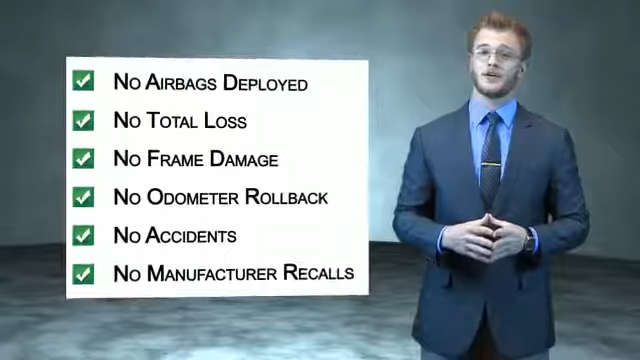 No Airbags Deployed
No Total Loss
No Frame Damage
No Odometer Rollback
No Accidents
No Manufacturer Recalls